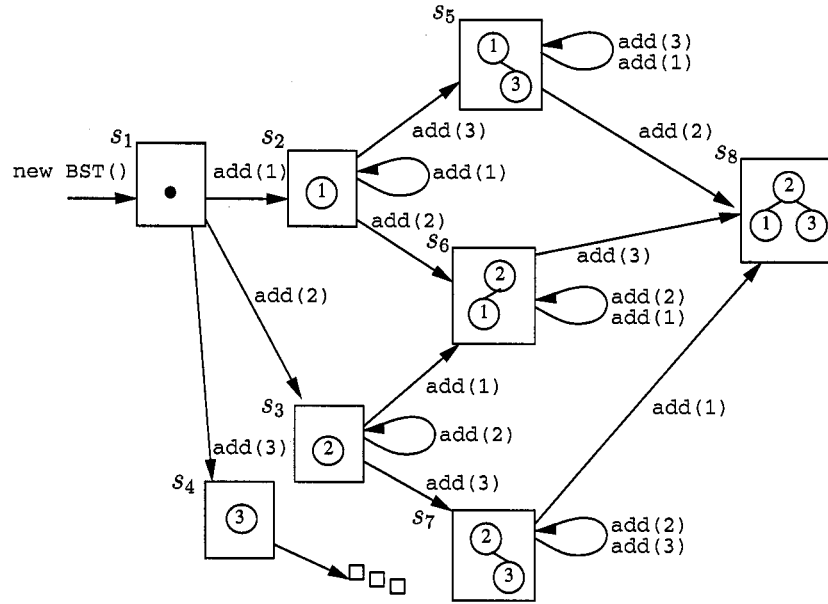 s5
1
3
add(3)
add(1)
add(3)
add(2)
s1
s2
s8
new BST()
add(1)
1
add(1)
2
1
3
add(2)
s6
2
1
add(3)
add(2)
add(1)
add(2)
add(1)
s3
2
add(2)
add(1)
add(3)
add(3)
s4
3
s7
2
3
add(2)
add(3)